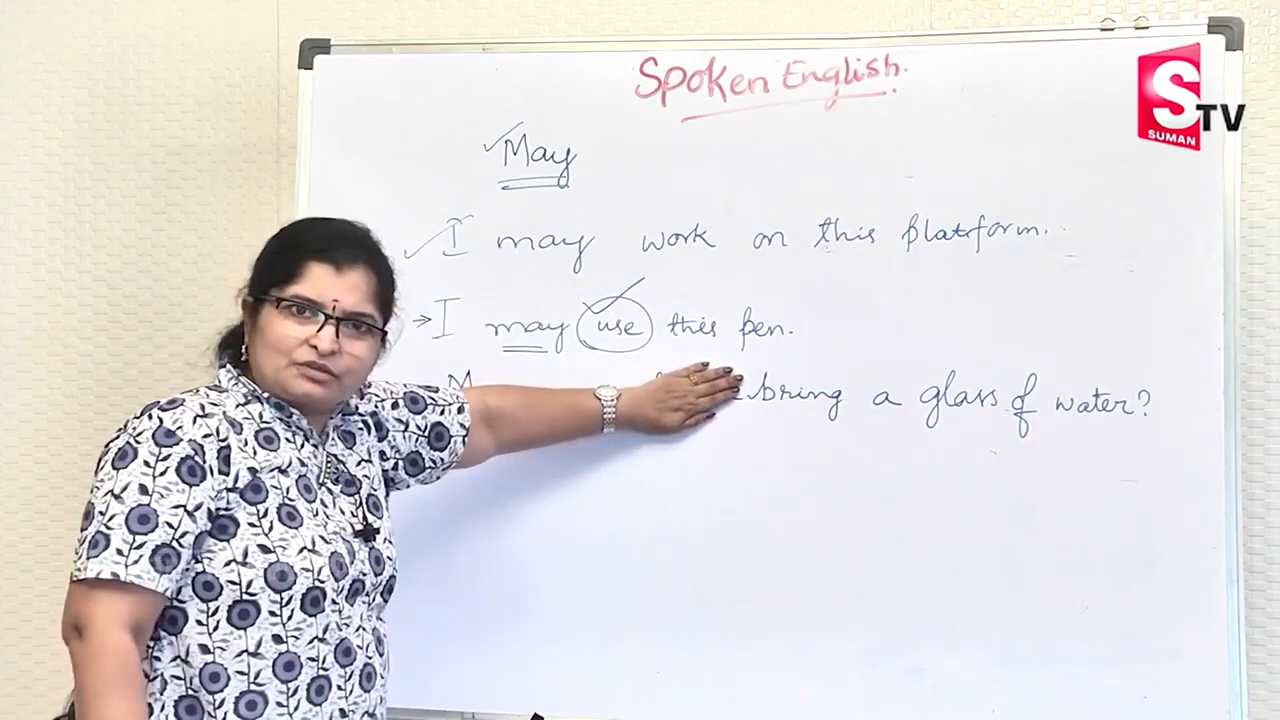 Spoken English.
S TV
SUMAN
May
I may work on this platform.
I may use this pen.
bring a glass of water?